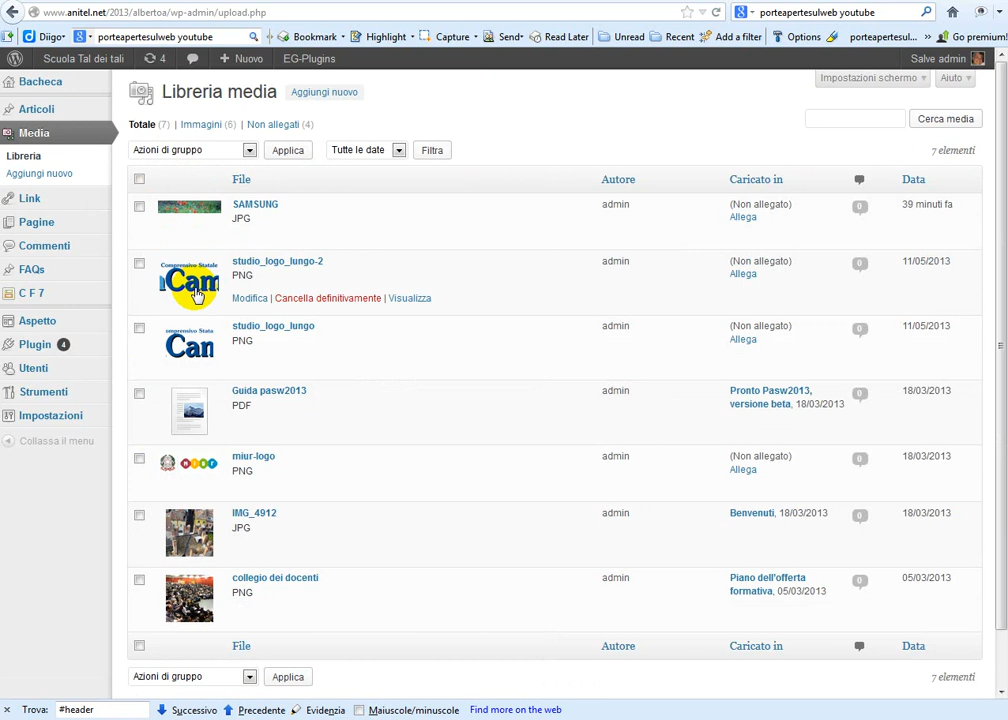 www.anitel.net/2013/albertoa/wp-admin/upload.php
porteapertesulweb youtube
Diigo
porteapertesulweb youtube
Bookmark
Highlight
Capture
Send
Read Later
Unread
Recent
Add a filter
Options
porteapertesul...
»
Go premium!
Scuola Tal dei tali
4
Nuovo
EG-Plugins
Salve admin
Bacheca
Articoli
Media
Libreria
Aggiungi nuovo
Link
Pagine
Commenti
FAQs
C F 7
Aspetto
Plugin 4
Utenti
Strumenti
Impostazioni
Collassa il menu
Impostazioni schermo
Aiuto
Libreria media
Aggiungi nuovo
Totale (7) | Immagini (6) | Non allegati (4)
Cerca media
Azioni di gruppo
Applica
Tutte le date
Filtra
7 elementi
File
Autore
Caricato in
Data
SAMSUNG
JPG
admin
(Non allegato)
Allega
0
39 minuti fa
Comprensivo Statale
Cam
studio_logo_lungo-2
PNG
Modifica | Cancella definitivamente | Visualizza
admin
(Non allegato)
Allega
0
11/05/2013
omprensivo Stata
Can
studio_logo_lungo
PNG
admin
(Non allegato)
Allega
0
11/05/2013
Guida pasw2013
PDF
admin
Pronto Pasw2013,
versione beta, 18/03/2013
0
18/03/2013
miur-logo
PNG
admin
(Non allegato)
Allega
0
18/03/2013
IMG_4912
JPG
admin
Benvenuti, 18/03/2013
0
18/03/2013
collegio dei docenti
PNG
admin
Piano dell'offerta
formativa, 05/03/2013
0
05/03/2013
File
Autore
Caricato in
Data
Azioni di gruppo
Applica
7 elementi
Trova:
#header
Successivo
Precedente
Evidenzia
Maiuscole/minuscole
Find more on the web